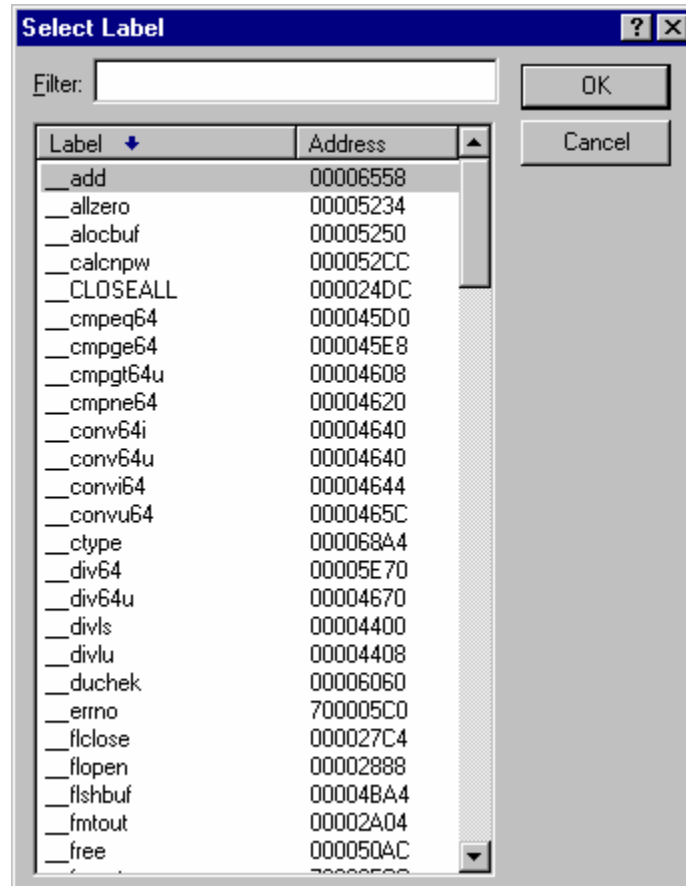 Select Label
Filter:
OK
Cancel
Label Address
__add 00006558
__allzero 00005234
__alocbuf 00005250
__calcnpw 000052CC
__CLOSEALL 000024DC
__cmpeq64 000045D0
__cmpge64 000045E8
__cmpgt64u 00004608
__cmpne64 00004620
__conv64i 00004640
__conv64u 00004640
__convi64 00004644
__convu64 0000465C
__ctype 000068A4
__div64 00005E70
__div64u 00004670
__divls 00004400
__divlu 00004408
__duchek 00006060
__errno 700005C0
__flclose 000027C4
__flopen 00002888
__flshbuf 00004BA4
__fmtout 00002A04
__free 000050AC